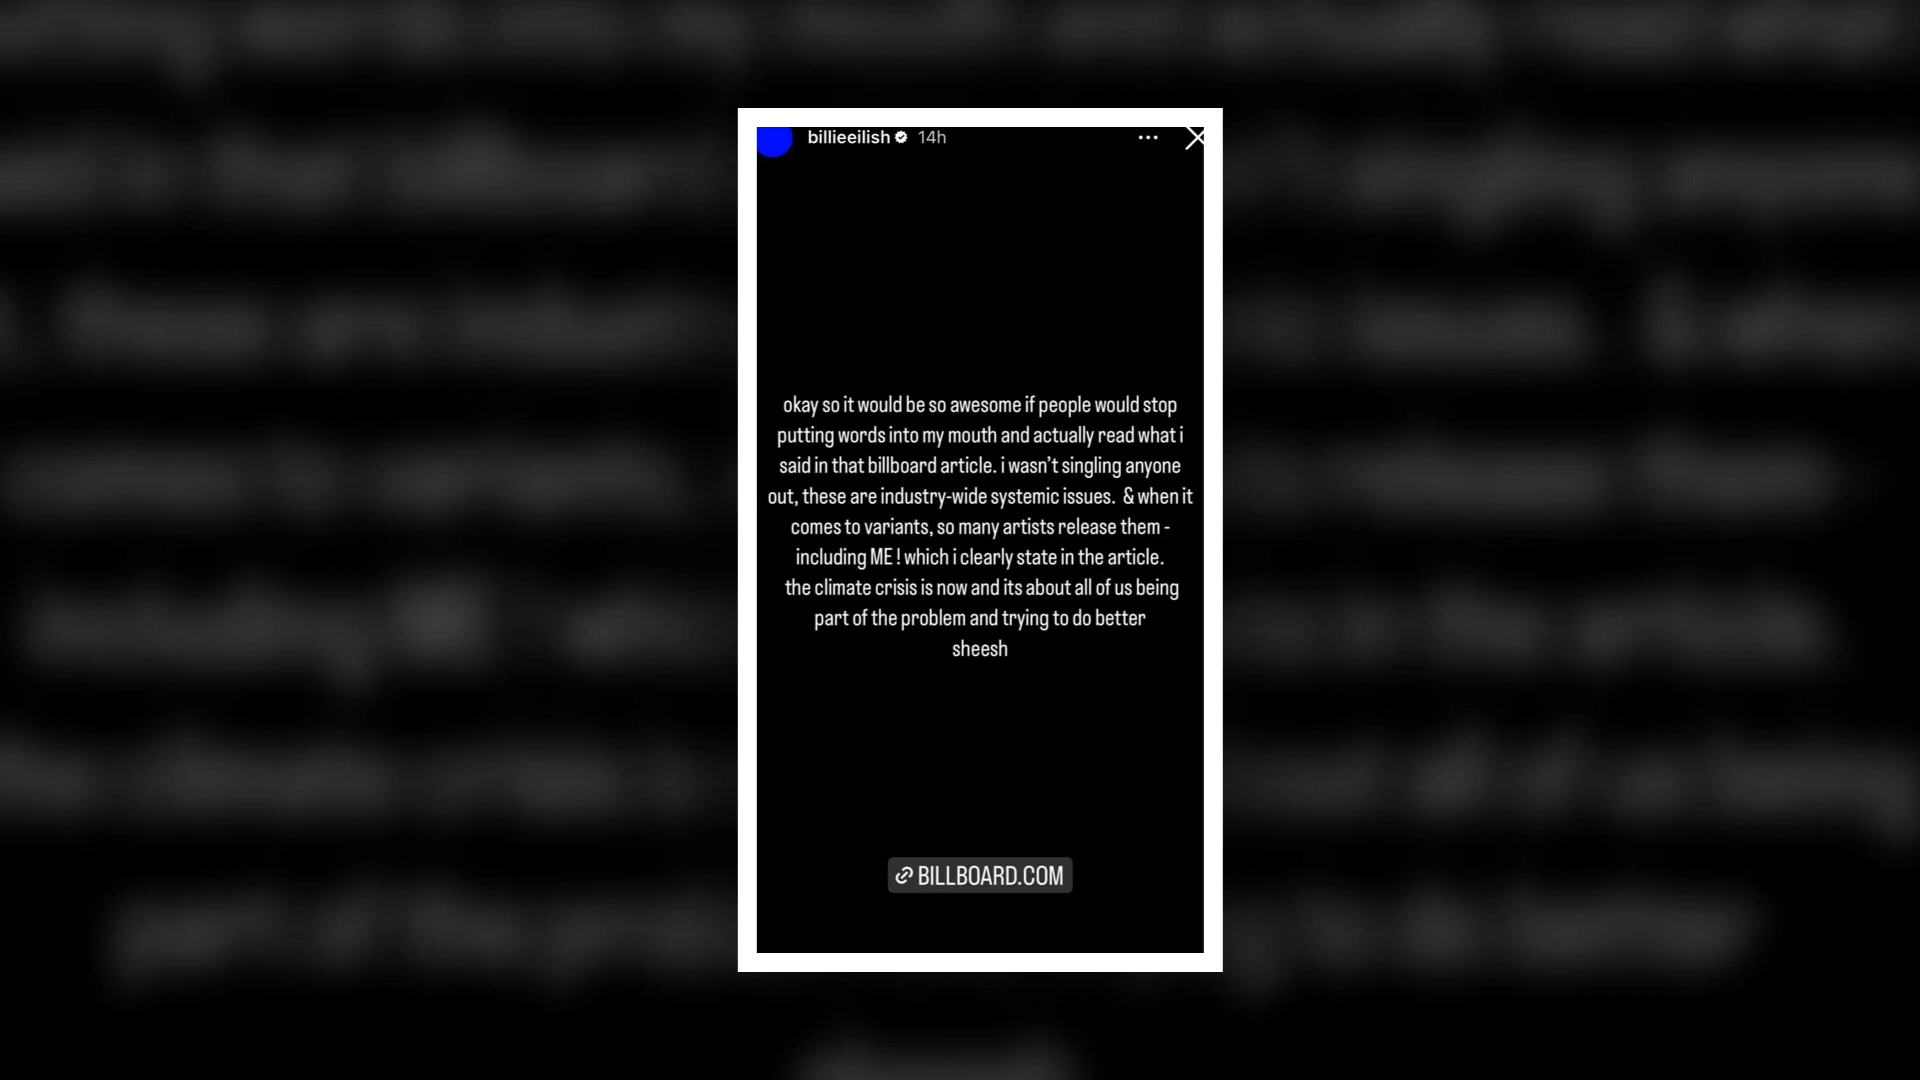 billieeilish 14h
okay so it would be so awesome if people would stop
putting words into my mouth and actually read what i
said in that billboard article. i wasn’t singling anyone
out, these are industry-wide systemic issues. & when it
comes to variants, so many artists release them -
including ME ! which i clearly state in the article.
the climate crisis is now and its about all of us being
part of the problem and trying to do better
sheesh
BILLBOARD.COM